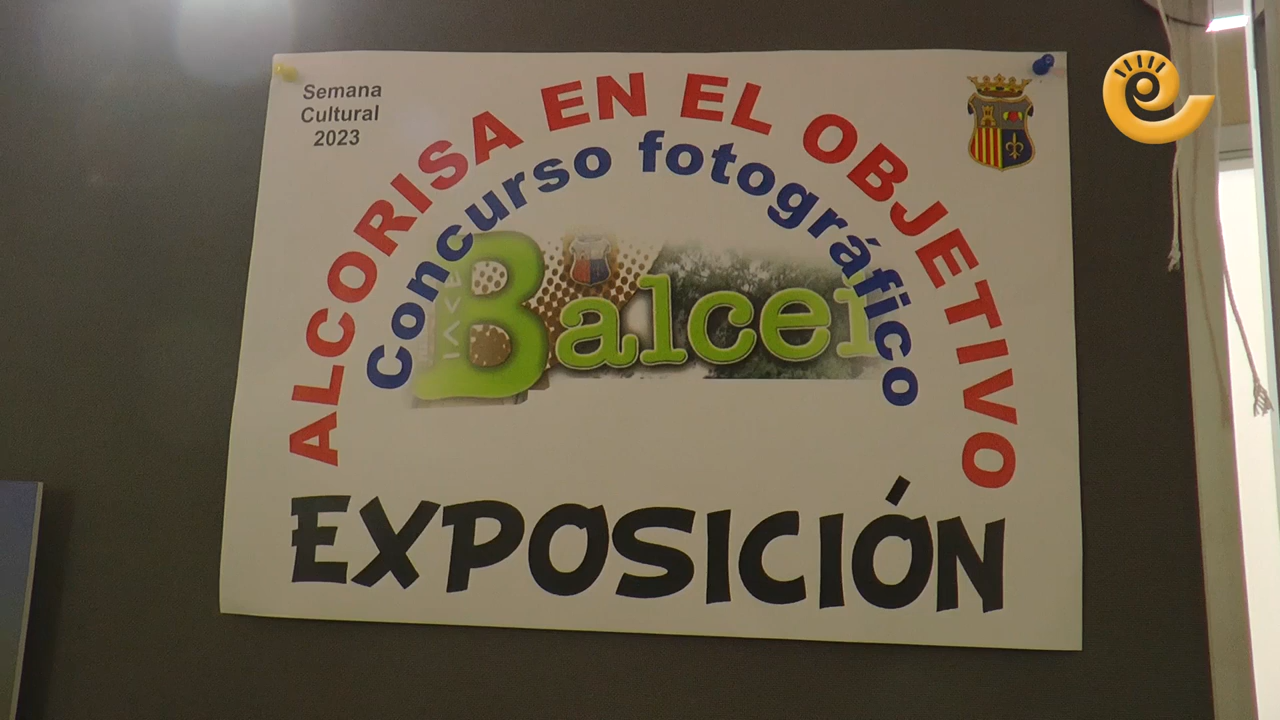 Semana
Cultural
2023
ALCORISA EN EL OBJETIVO
Concurso fotográfico
Balcei
EXPOSICIÓN